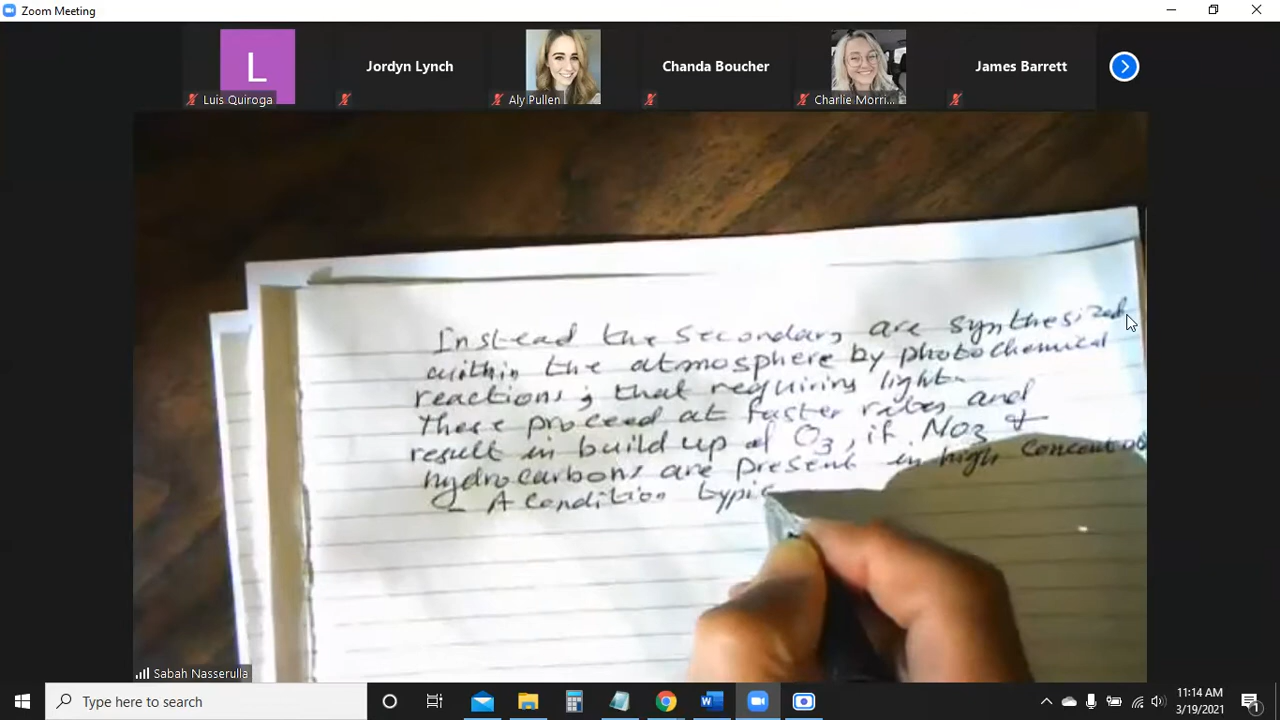 Zoom Meeting
L
Luis Quiroga
Jordyn Lynch
Aly Pullen
Chanda Boucher
Charlie Morri...
James Barrett
Instead the secondary are synthesized
within the atmosphere by photochemical
reactions; that requiring light.
These proceed at faster rates and
result in build up of O3, if NO3 &
hydrocarbons are present in high
- A condition typic
Sabah Nasserulla
Type here to search
11:14 AM
3/19/2021
1